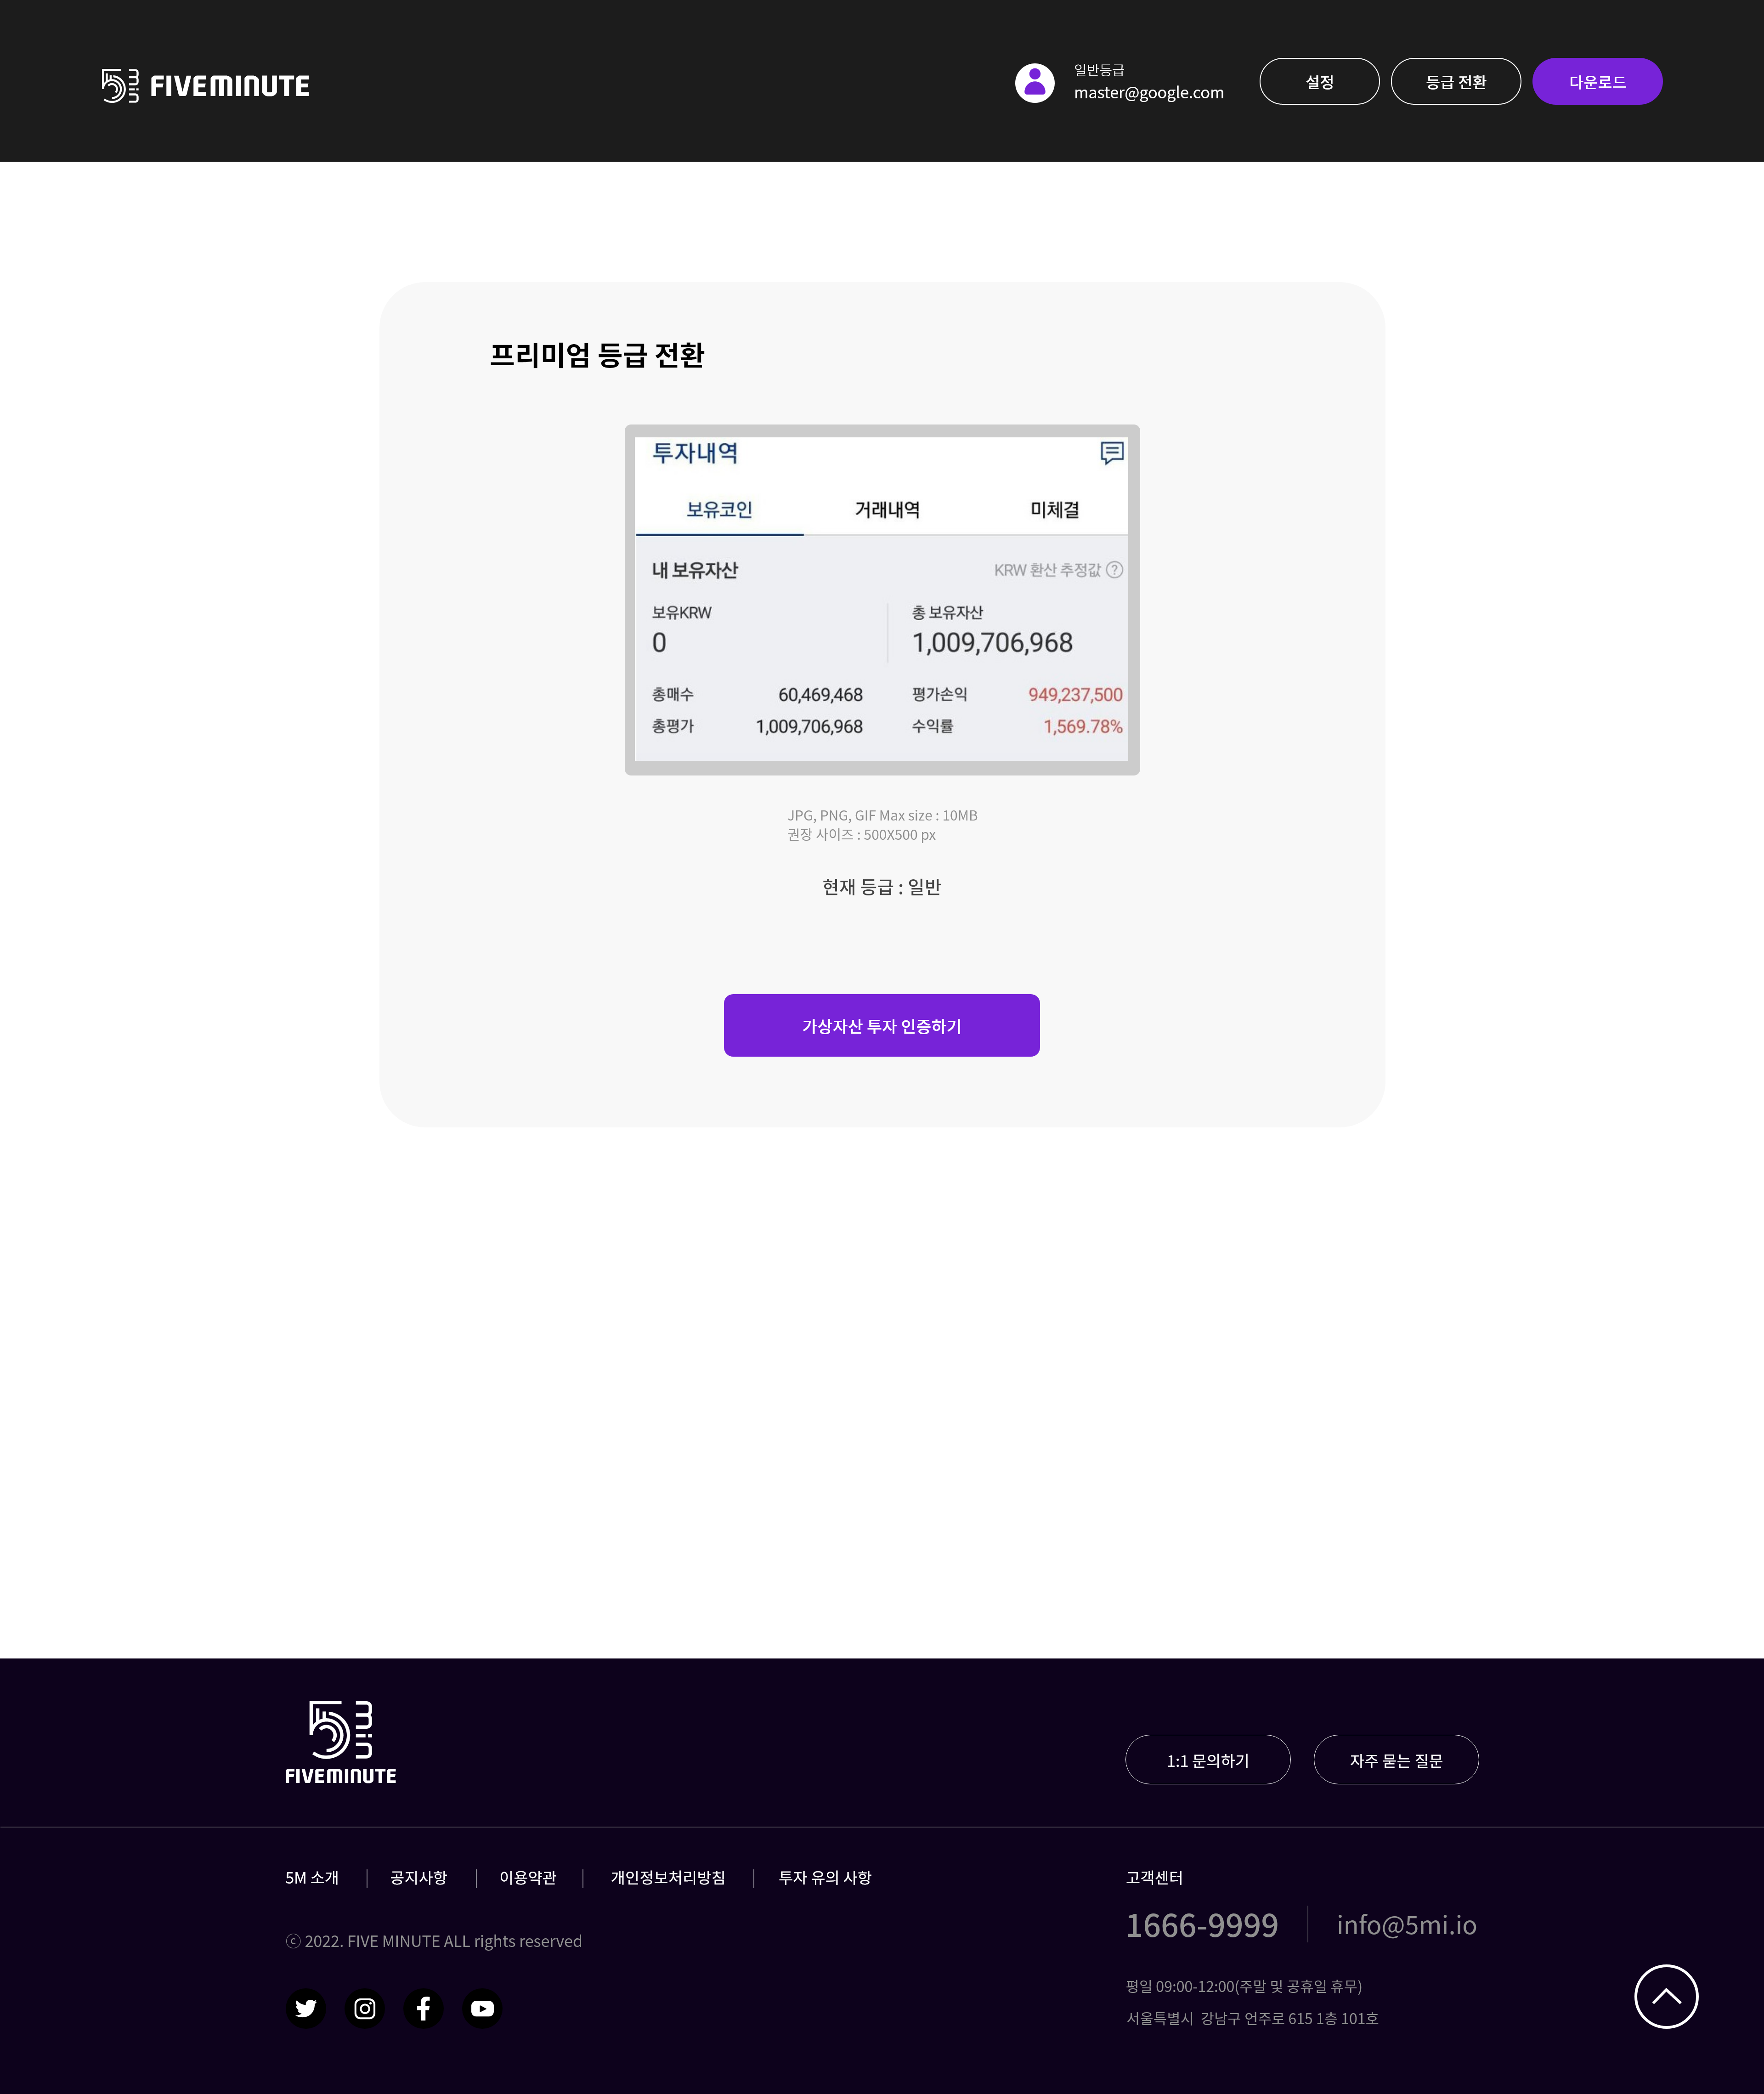 5min FIVEMINUTE
일반등급
master@google.com
설정
등급 전환
다운로드
프리미엄 등급 전환
투자내역
보유코인 거래내역 미체결
내 보유자산 KRW 환산 추정값 ?
보유KRW 총 보유자산
0 1,009,706,968
총매수 60,469,468 평가손익 949,237,500
총평가 1,009,706,968 수익률 1,569.78%
JPG, PNG, GIF Max size : 10MB
권장 사이즈 : 500X500 px
현재 등급 : 일반
가상자산 투자 인증하기
5min
FIVEMINUTE
1:1 문의하기 자주 묻는 질문
5M 소개 | 공지사항 | 이용약관 | 개인정보처리방침 | 투자 유의 사항
ⓒ 2022. FIVE MINUTE ALL rights reserved
고객센터
1666-9999 info@5mi.io
평일 09:00-12:00(주말 및 공휴일 휴무)
서울특별시 강남구 언주로 615 1층 101호